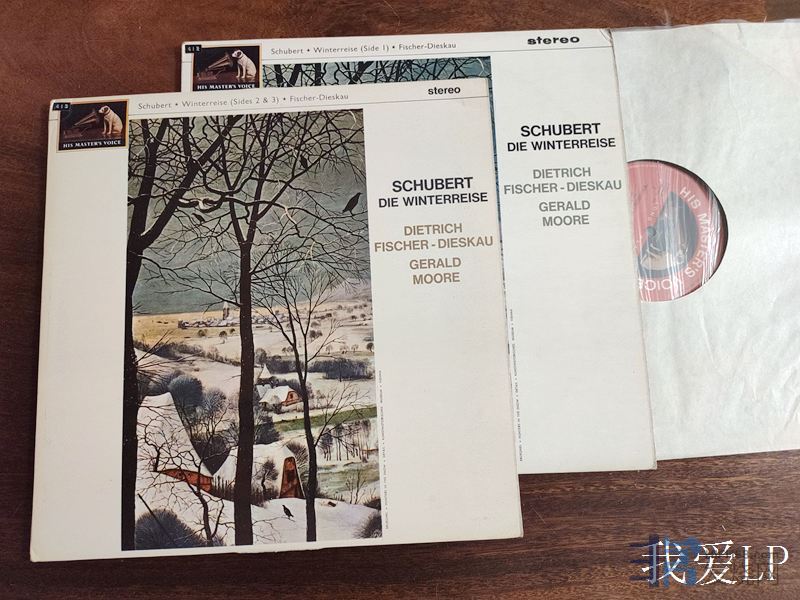 Schubert • Winterreise (Side 1) • Fischer-Dieskau
stereo
HIS MASTER'S VOICE
SCHUBERT
DIE WINTERREISE
DIETRICH
FISCHER-DIESKAU
GERALD
MOORE
Schubert • Winterreise (Sides 2 & 3) • Fischer-Dieskau
stereo
HIS MASTER'S VOICE
SCHUBERT
DIE WINTERREISE
DIETRICH
FISCHER-DIESKAU
GERALD
MOORE
HIS MASTER'S VOICE
我爱LP